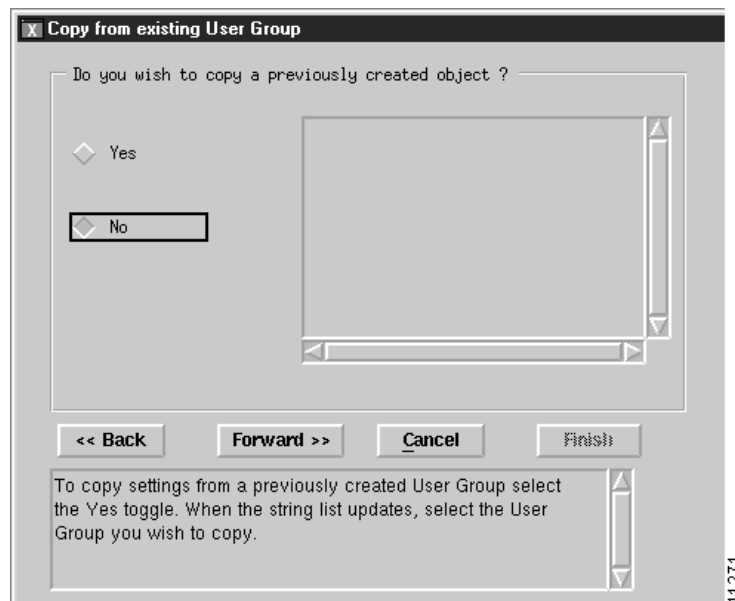 X Copy from existing User Group
Do you wish to copy a previously created object ?
Yes
No
<< Back
Forward >>
Cancel
Finish
To copy settings from a previously created User Group select
the Yes toggle. When the string list updates, select the User
Group you wish to copy.
11271